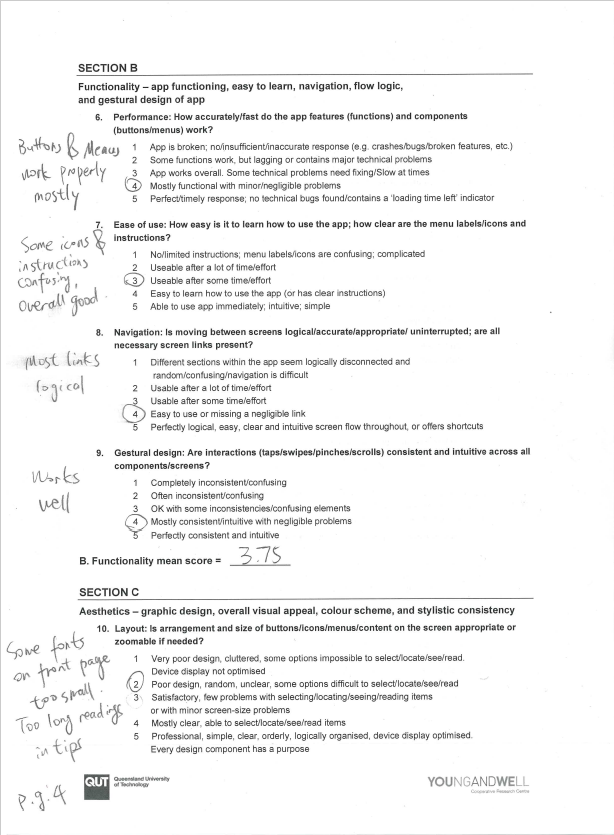 SECTION B
Functionality – app functioning, easy to learn, navigation, flow logic,
and gestural design of app
6. Performance: How accurately/fast do the app features (functions) and components
(buttons/menus) work?
Buttons & Menus
work properly
mostly
1 App is broken; no/insufficient/inaccurate response (e.g. crashes/bugs/broken features, etc.)
2 Some functions work, but lagging or contains major technical problems
3 App works overall. Some technical problems need fixing/Slow at times
4 Mostly functional with minor/negligible problems
5 Perfect/timely response; no technical bugs found/contains a 'loading time left' indicator
7. Ease of use: How easy is it to learn how to use the app; how clear are the menu labels/icons and
instructions?
Some icons &
instructions
confusing,
overall good.
1 No/limited instructions; menu labels/icons are confusing; complicated
2 Useable after a lot of time/effort
3 Useable after some time/effort
4 Easy to learn how to use the app (or has clear instructions)
5 Able to use app immediately; intuitive; simple
8. Navigation: Is moving between screens logical/accurate/appropriate/ uninterrupted; are all
necessary screen links present?
Most links
logical
1 Different sections within the app seem logically disconnected and
random/confusing/navigation is difficult
2 Usable after a lot of time/effort
3 Usable after some time/effort
4 Easy to use or missing a negligible link
5 Perfectly logical, easy, clear and intuitive screen flow throughout, or offers shortcuts
9. Gestural design: Are interactions (taps/swipes/pinches/scrolls) consistent and intuitive across all
components/screens?
Works
well
1 Completely inconsistent/confusing
2 Often inconsistent/confusing
3 OK with some inconsistencies/confusing elements
4 Mostly consistent/intuitive with negligible problems
5 Perfectly consistent and intuitive
B. Functionality mean score = 3.75
SECTION C
Aesthetics – graphic design, overall visual appeal, colour scheme, and stylistic consistency
10. Layout: Is arrangement and size of buttons/icons/menus/content on the screen appropriate or
zoomable if needed?
Some fonts
on front page
too small.
Too long readings
in tips
1 Very poor design, cluttered, some options impossible to select/locate/see/read.
Device display not optimised
2 Poor design, random, unclear, some options difficult to select/locate/see/read
3 Satisfactory, few problems with selecting/locating/seeing/reading items
or with minor screen-size problems
4 Mostly clear, able to select/locate/see/read items
5 Professional, simple, clear, orderly, logically organised, device display optimised.
Every design component has a purpose
p.g.4
QUT Queensland University
of Technology
YOUNGANDWELL
Cooperative Research Centre